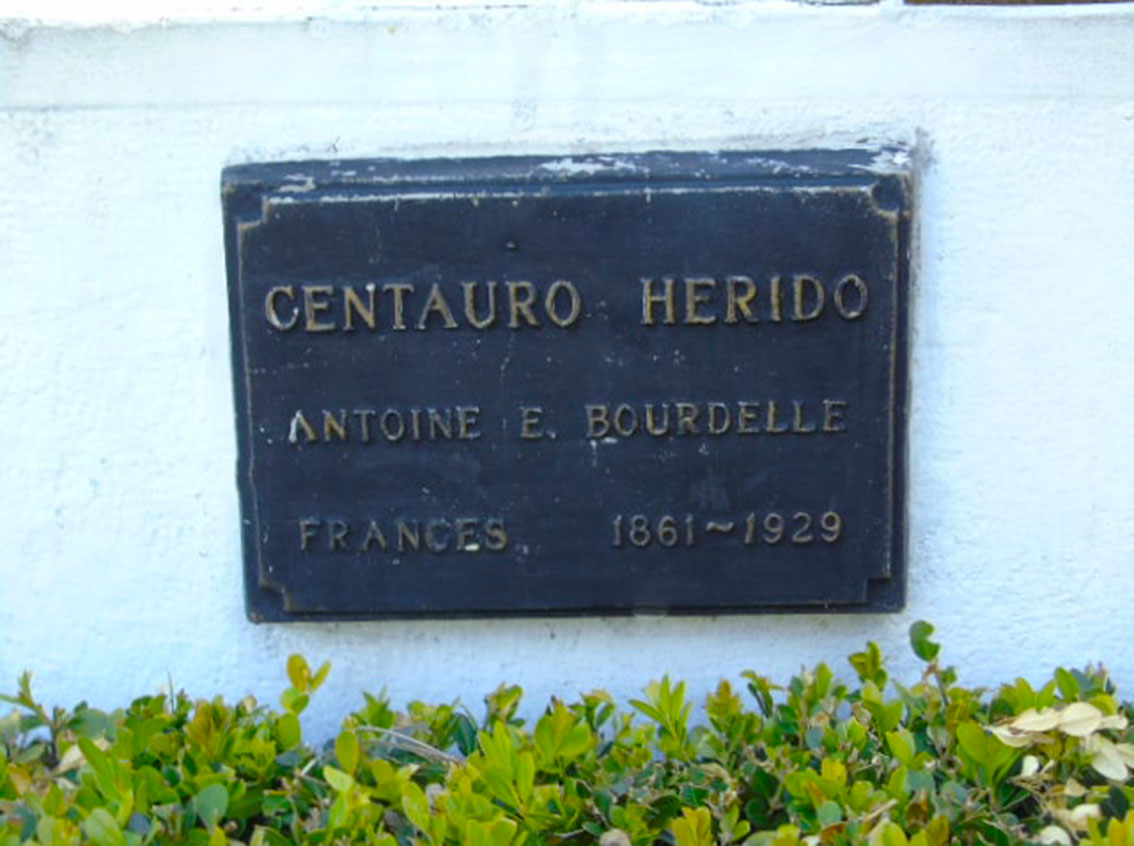 CENTAURO HERIDO
ANTOINE E. BOURDELLE
FRANCES 1861~1929